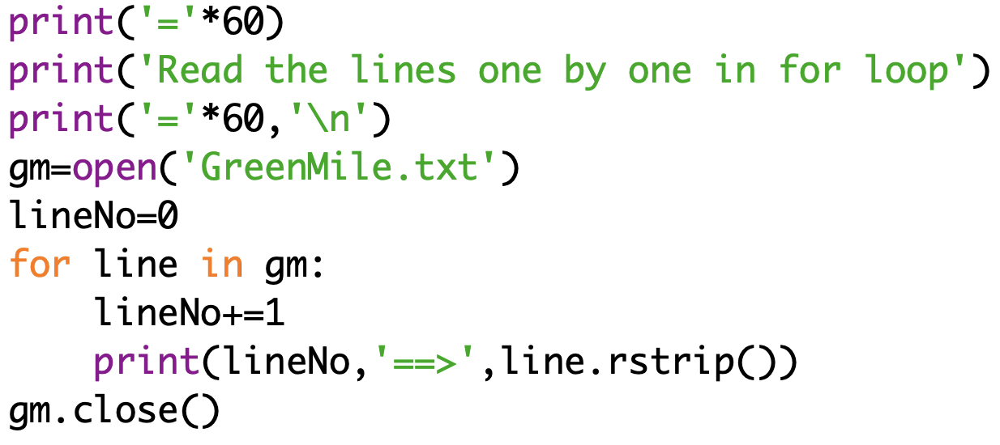 print('='*60)
print('Read the lines one by one in for loop')
print('='*60,'\n')
gm=open('GreenMile.txt')
lineNo=0
for line in gm:
    lineNo+=1
    print(lineNo,'==>',line.rstrip())
gm.close()